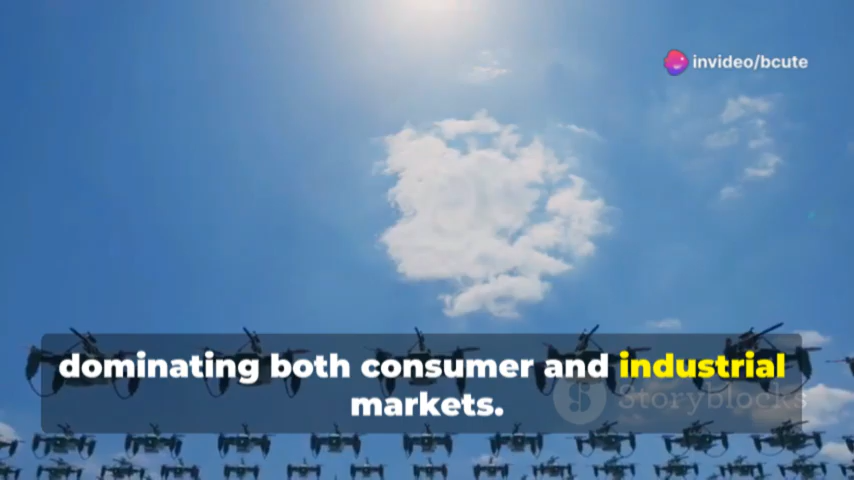 invideo/bcute
dominating both consumer and industrial
markets.
Storyblocks